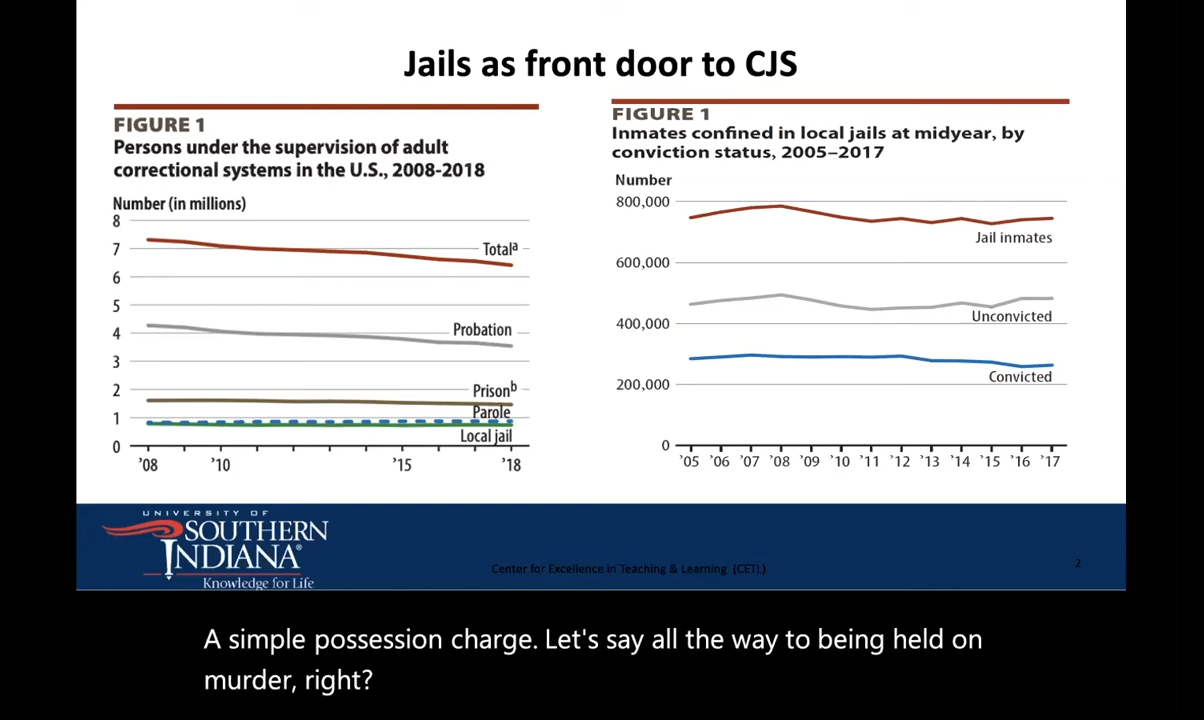 Jails as front door to CJS
FIGURE 1
Persons under the supervision of adult
correctional systems in the U.S., 2008-2018
Number (in millions)
8
7
6
5
4
3
2
1
0
Totalª
Probation
Prisonᵇ
Parole
Local jail
'08
'10
'15
'18
FIGURE 1
Inmates confined in local jails at midyear, by
conviction status, 2005–2017
Number
800,000
600,000
400,000
200,000
0
Jail inmates
Unconvicted
Convicted
'05 '06 '07 '08 '09 '10 '11 '12 '13 '14 '15 '16 '17
UNIVERSITY OF
SOUTHERN
INDIANA®
Knowledge for Life
Center for Excellence in Teaching & Learning (CETL)
2
A simple possession charge. Let's say all the way to being held on
murder, right?